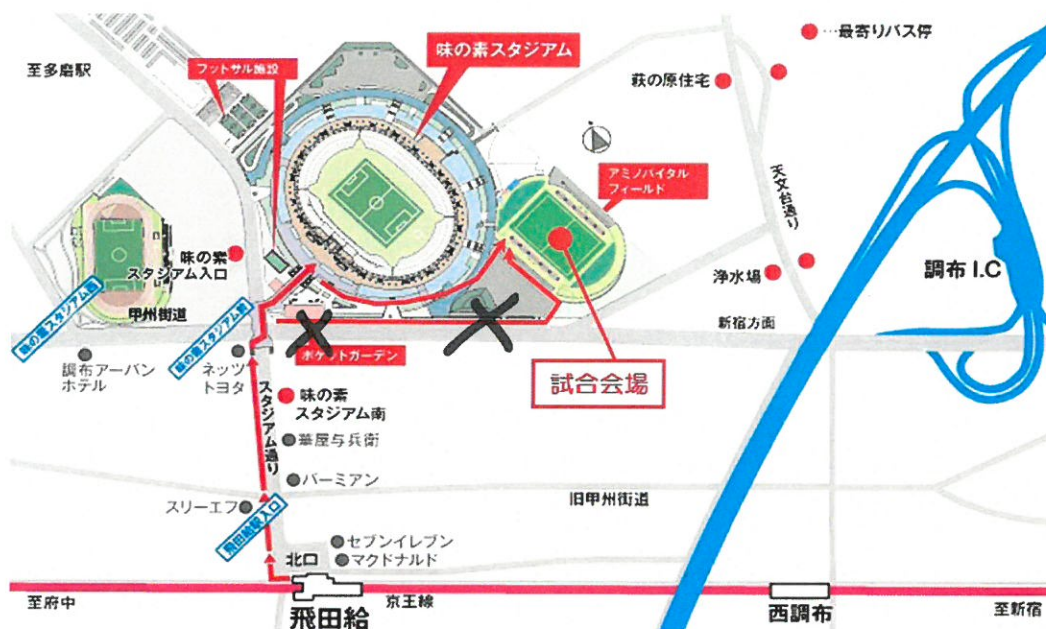 …最寄りバス停
味の素スタジアム
至多磨駅
フットサル施設
萩の原住宅
アミノバイタル
フィールド
天文台通り
味の素
スタジアム入口
浄水場
調布I.C
味の素スタジアム西
甲州街道
味の素スタジアム前
新宿方面
ポケットガーデン
調布アーバン
ホテル
ネッツ
トヨタ
試合会場
味の素
スタジアム南
スタジアム通り
華屋与兵衛
バーミアン
スリーエフ
旧甲州街道
飛田給駅入口
セブンイレブン
北口
マクドナルド
至府中
飛田給
京王線
西調布
至新宿